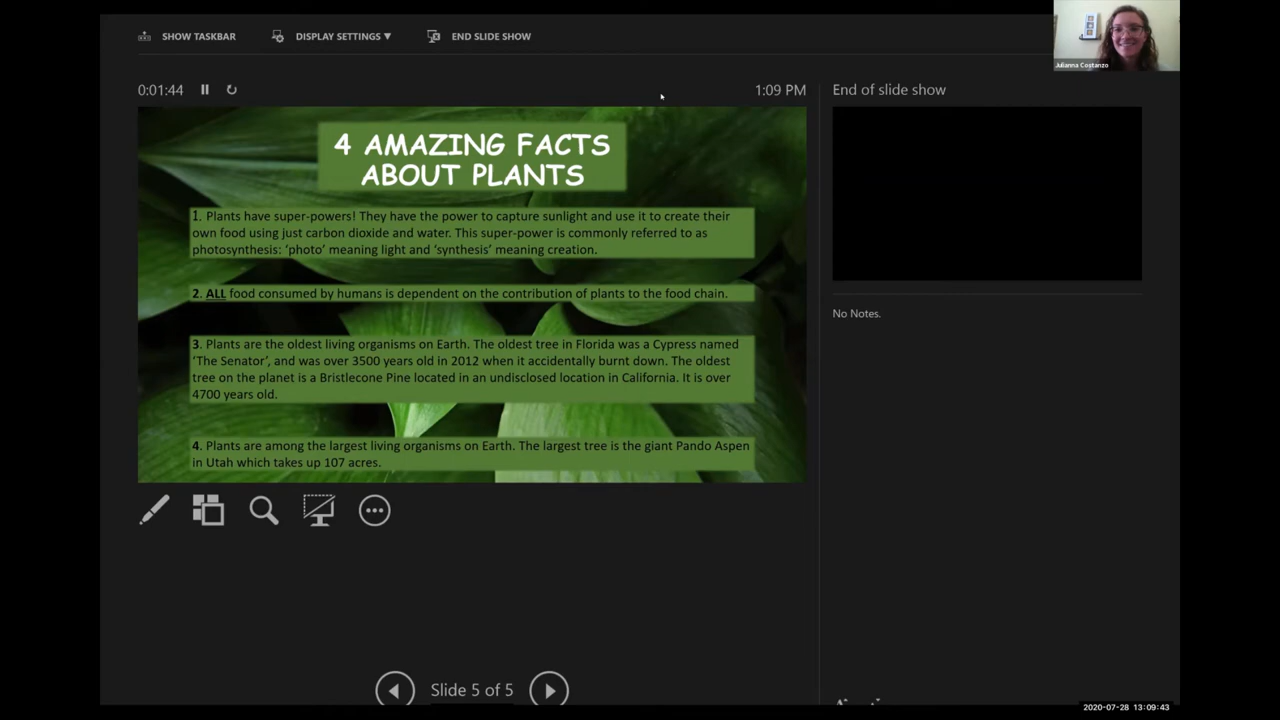 SHOW TASKBAR
DISPLAY SETTINGS ▼
END SLIDE SHOW
Julianna Costanzo
0:01:44
1:09 PM
End of slide show
4 AMAZING FACTS
ABOUT PLANTS
1. Plants have super-powers! They have the power to capture sunlight and use it to create their
own food using just carbon dioxide and water. This super-power is commonly referred to as
photosynthesis: ‘photo’ meaning light and ‘synthesis’ meaning creation.
2. ALL food consumed by humans is dependent on the contribution of plants to the food chain.
3. Plants are the oldest living organisms on Earth. The oldest tree in Florida was a Cypress named
‘The Senator’, and was over 3500 years old in 2012 when it accidentally burnt down. The oldest
tree on the planet is a Bristlecone Pine located in an undisclosed location in California. It is over
4700 years old.
4. Plants are among the largest living organisms on Earth. The largest tree is the giant Pando Aspen
in Utah which takes up 107 acres.
No Notes.
Slide 5 of 5
2020-07-28 13:09:43